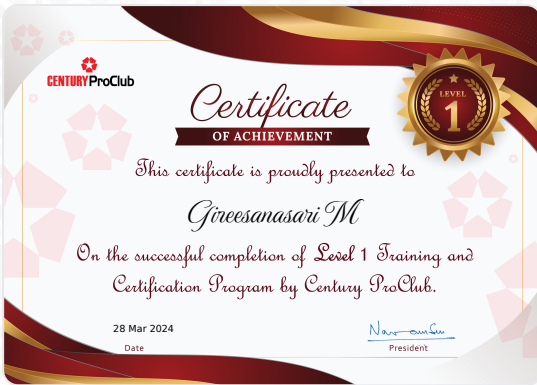 CENTURY ProClub
Certificate
OF ACHIEVEMENT
LEVEL
1
This certificate is proudly presented to
Gireesanasari M
On the successful completion of Level 1 Training and
Certification Program by Century ProClub.
28 Mar 2024
Date
President